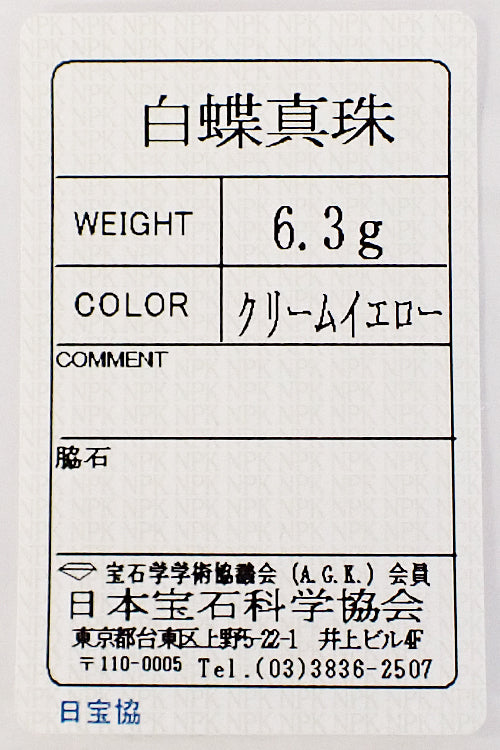 白蝶真珠
WEIGHT 6.3g
COLOR クリームイエロー
COMMENT
脇石
宝石学学術協議会 (A.G.K.) 会員
日本宝石科学協会
東京都台東区上野5-22-1 井上ビル4F
〒110-0005 Tel.(03)3836-2507
日宝協